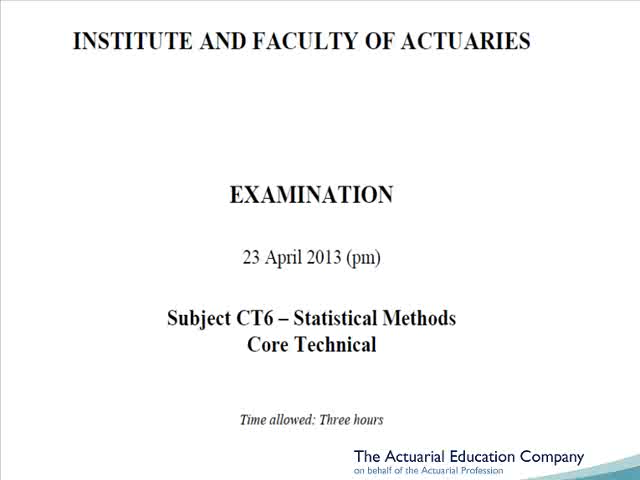 INSTITUTE AND FACULTY OF ACTUARIES
EXAMINATION
23 April 2013 (pm)
Subject CT6 – Statistical Methods
Core Technical
Time allowed: Three hours
The Actuarial Education Company
on behalf of the Actuarial Profession